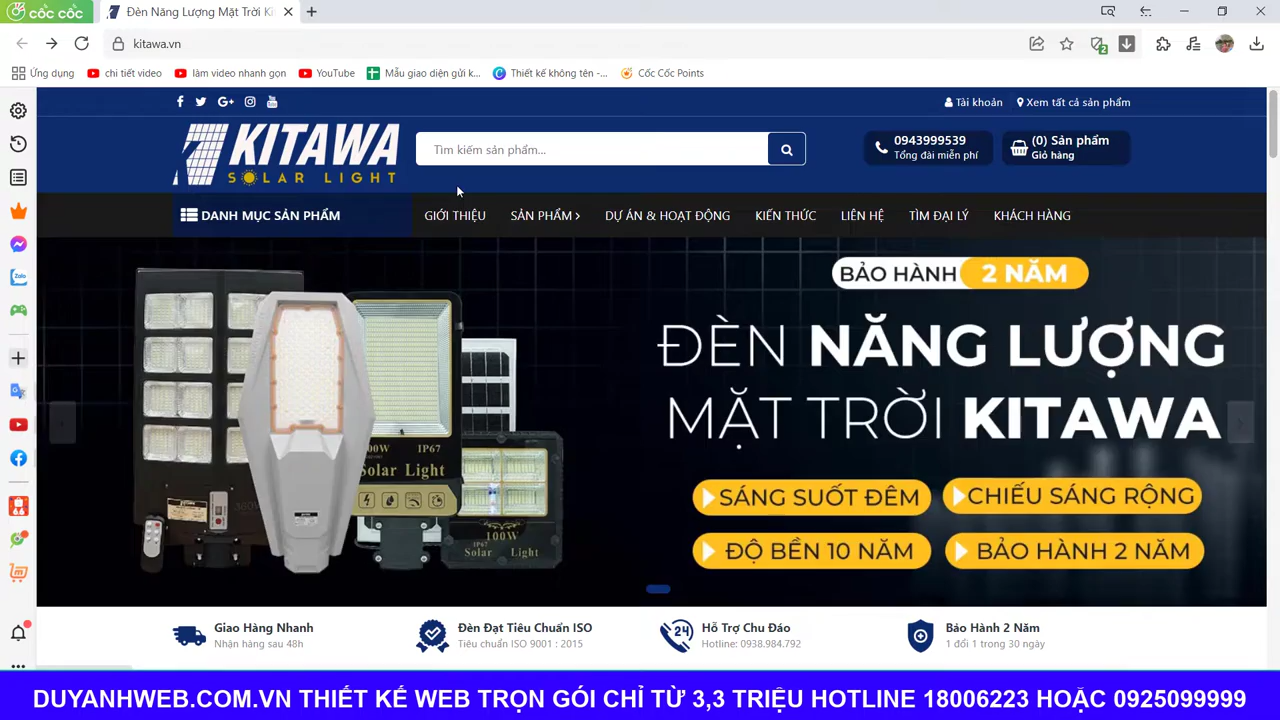 cốc cốc
Đèn Năng Lượng Mặt Trời Ki
kitawa.vn
2
Ứng dụng
chi tiết video
làm video nhanh gọn
YouTube
Mẫu giao diện gửi k...
Thiết kế không tên -...
Cốc Cốc Points
Tài khoản
Xem tất cả sản phẩm
KITAWA
SOLAR LIGHT
Tìm kiếm sản phẩm...
0943999539
Tổng đài miễn phí
(0) Sản phẩm
Giỏ hàng
DANH MỤC SẢN PHẨM
GIỚI THIỆU
SẢN PHẨM
DỰ ÁN & HOẠT ĐỘNG
KIẾN THỨC
LIÊN HỆ
TÌM ĐẠI LÝ
KHÁCH HÀNG
Zalo
BẢO HÀNH 2 NĂM
ĐÈN NĂNG LƯỢNG
MẶT TRỜI KITAWA
SÁNG SUỐT ĐÊM
CHIẾU SÁNG RỘNG
ĐỘ BỀN 10 NĂM
BẢO HÀNH 2 NĂM
IP67
Solar Light
100W
IP67
Solar Light
Giao Hàng Nhanh
Nhận hàng sau 48h
Đèn Đạt Tiêu Chuẩn ISO
Tiêu chuẩn ISO 9001 : 2015
24
Hỗ Trợ Chu Đáo
Hotline: 0938.984.792
Bảo Hành 2 Năm
1 đổi 1 trong 30 ngày
DUYANHWEB.COM.VN THIẾT KẾ WEB TRỌN GÓI CHỈ TỪ 3,3 TRIỆU HOTLINE 18006223 HOẶC 0925099999